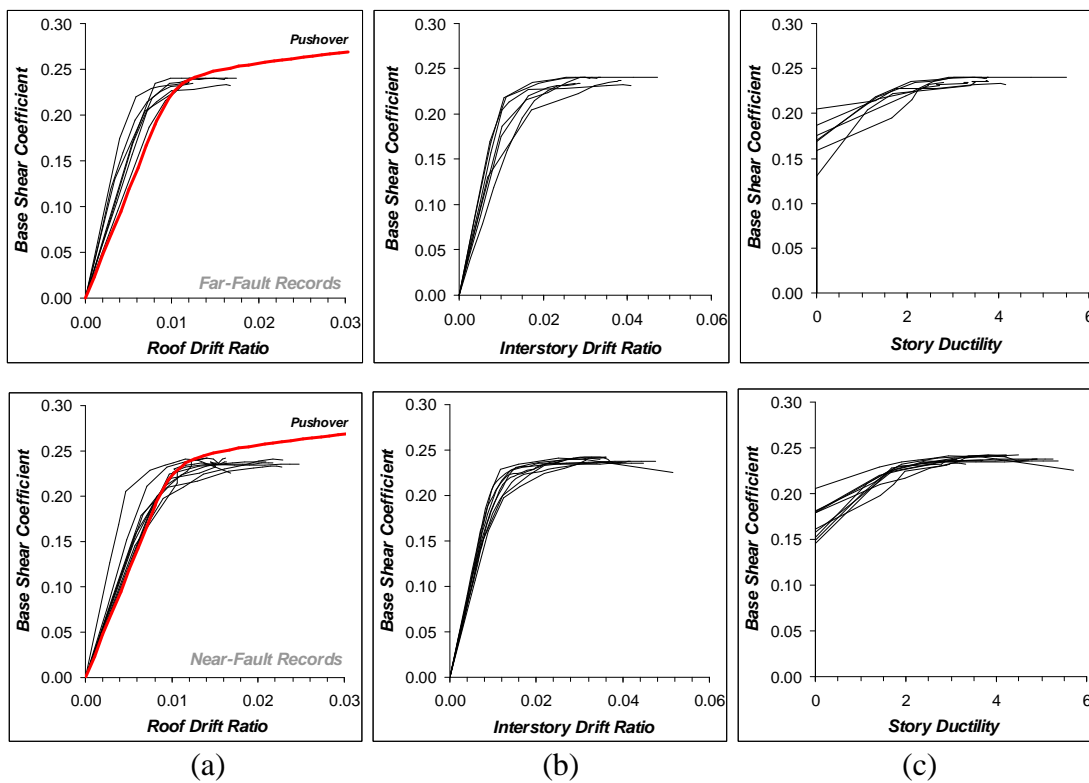 0.30
0.25
0.20
0.15
0.10
0.05
0.00
Base Shear Coefficient
Pushover
Far-Fault Records
0.00 0.01 0.02 0.03
Roof Drift Ratio
0.30
0.25
0.20
0.15
0.10
0.05
0.00
Base Shear Coefficient
0.00 0.02 0.04 0.06
Interstory Drift Ratio
0.30
0.25
0.20
0.15
0.10
0.05
0.00
Base Shear Coefficient
0 2 4 6
Story Ductility
0.30
0.25
0.20
0.15
0.10
0.05
0.00
Base Shear Coefficient
Pushover
Near-Fault Records
0.00 0.01 0.02 0.03
Roof Drift Ratio
0.30
0.25
0.20
0.15
0.10
0.05
0.00
Base Shear Coefficient
0.00 0.02 0.04 0.06
Interstory Drift Ratio
0.30
0.25
0.20
0.15
0.10
0.05
0.00
Base Shear Coefficient
0 2 4 6
Story Ductility
(a) (b) (c)